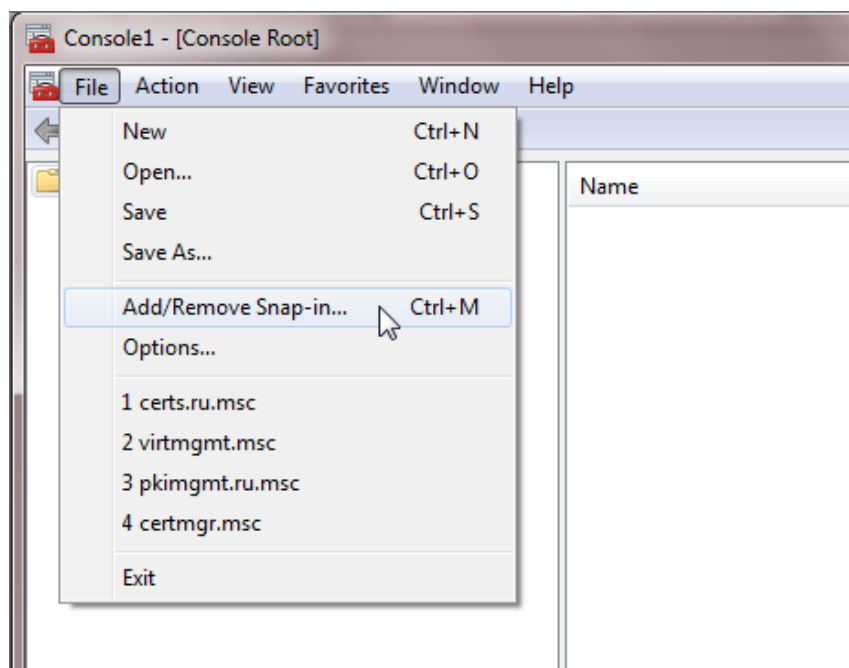 Console1 - [Console Root]
File Action View Favorites Window Help
New Ctrl+N
Open... Ctrl+O
Name
Save Ctrl+S
Save As...
Add/Remove Snap-in... Ctrl+M
Options...
1 certs.ru.msc
2 virtmgmt.msc
3 pkimgmt.ru.msc
4 certmgr.msc
Exit